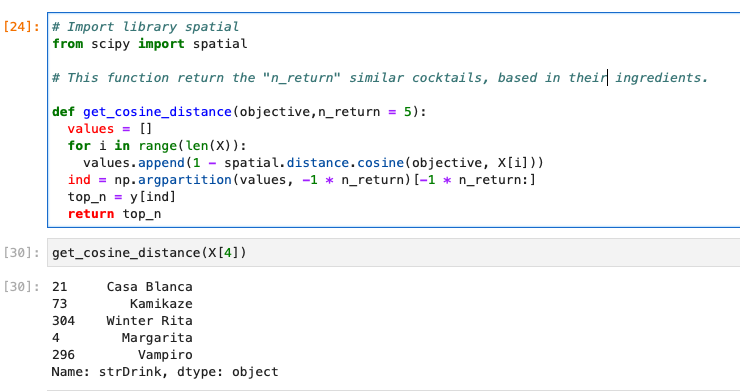 [24]: # Import library spatial
from scipy import spatial
# This function return the "n_return" similar cocktails, based in their ingredients.
def get_cosine_distance(objective,n_return = 5):
  values = []
  for i in range(len(X)):
    values.append(1 - spatial.distance.cosine(objective, X[i]))
  ind = np.argpartition(values, -1 * n_return)[-1 * n_return:]
  top_n = y[ind]
  return top_n
[30]: get_cosine_distance(X[4])
[30]: 21     Casa Blanca
73        Kamikaze
304    Winter Rita
4        Margarita
296        Vampiro
Name: strDrink, dtype: object